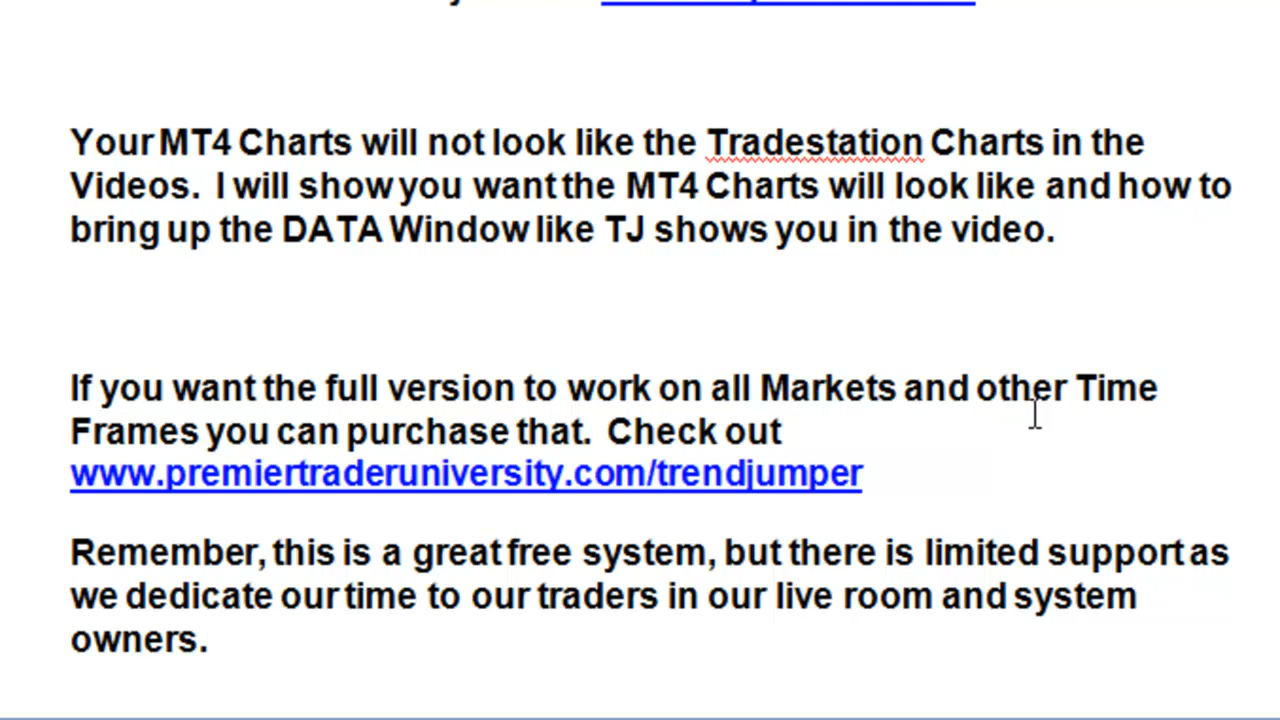 Your MT4 Charts will not look like the Tradestation Charts in the
Videos. I will show you want the MT4 Charts will look like and how to
bring up the DATA Window like TJ shows you in the video.
If you want the full version to work on all Markets and other Time
Frames you can purchase that. Check out
www.premiertraderuniversity.com/trendjumper
Remember, this is a great free system, but there is limited support as
we dedicate our time to our traders in our live room and system
owners.